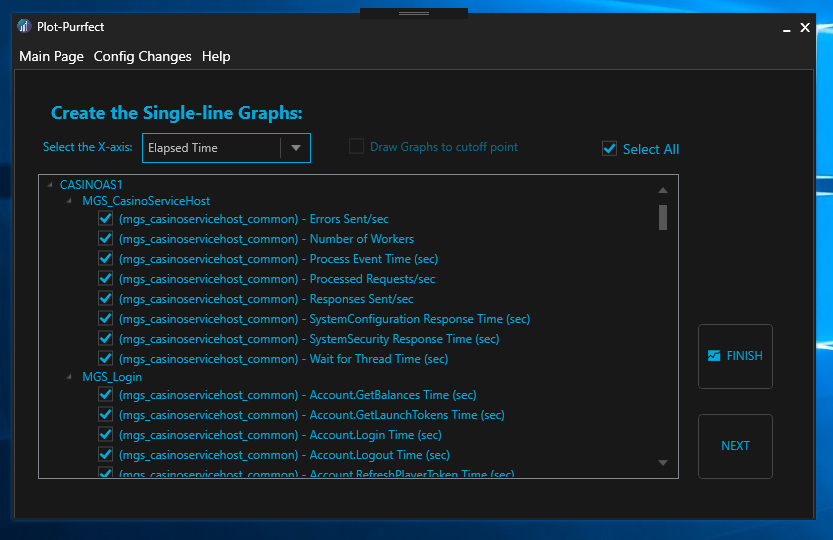 Plot-Purrfect
Main Page Config Changes Help
Create the Single-line Graphs:
Select the X-axis: Elapsed Time Draw Graphs to cutoff point Select All
CASINOAS1
MGS_CasinoServiceHost
(mgs_casinoservicehost_common) - Errors Sent/sec
(mgs_casinoservicehost_common) - Number of Workers
(mgs_casinoservicehost_common) - Process Event Time (sec)
(mgs_casinoservicehost_common) - Processed Requests/sec
(mgs_casinoservicehost_common) - Responses Sent/sec
(mgs_casinoservicehost_common) - SystemConfiguration Response Time (sec)
(mgs_casinoservicehost_common) - SystemSecurity Response Time (sec)
(mgs_casinoservicehost_common) - Wait for Thread Time (sec)
MGS_Login
(mgs_casinoservicehost_common) - Account.GetBalances Time (sec)
(mgs_casinoservicehost_common) - Account.GetLaunchTokens Time (sec)
(mgs_casinoservicehost_common) - Account.Login Time (sec)
(mgs_casinoservicehost_common) - Account.Logout Time (sec)
(mgs_casinoservicehost_common) - Account.RefreshPlayerToken Time (sec)
FINISH
NEXT